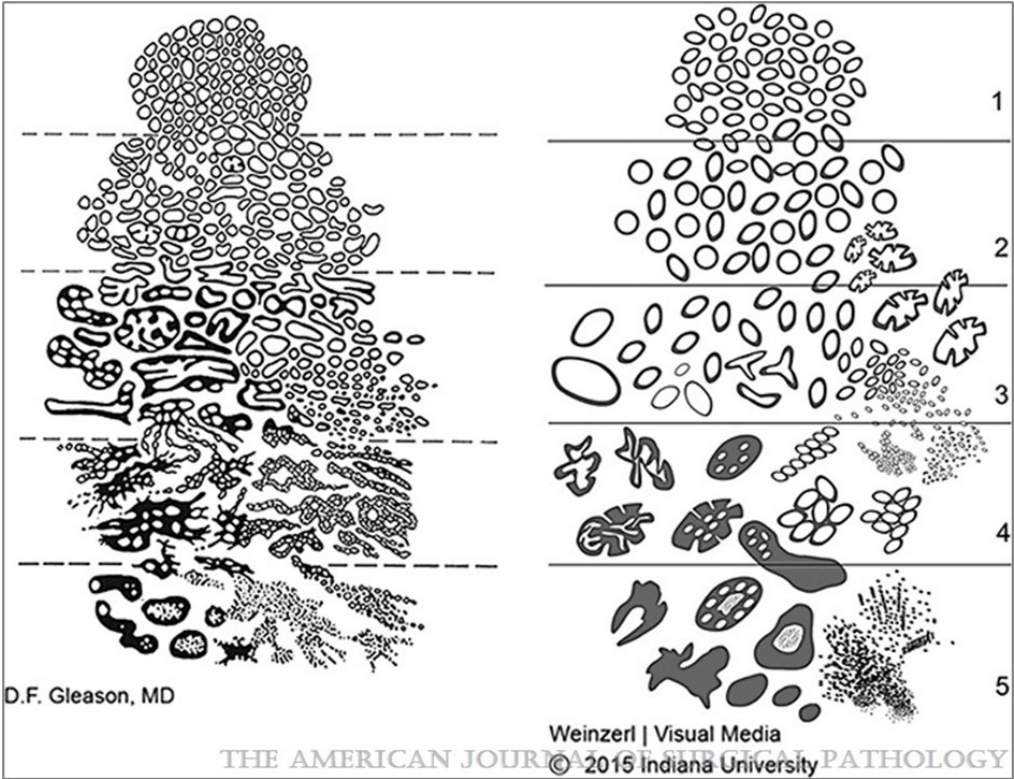 1
2
3
4
5
D.F. Gleason, MD
Weinzerl | Visual Media
THE AMERICAN JOURNAL OF SURGICAL PATHOLOGY
© 2015 Indiana University